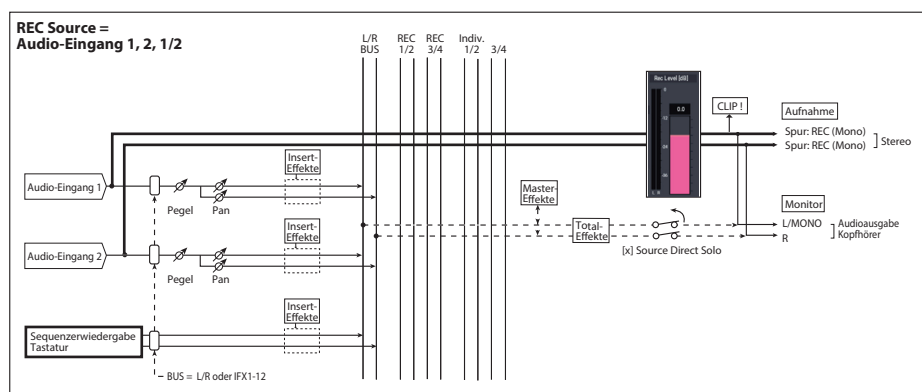 REC Source =
Audio-Eingang 1, 2, 1/2
L/R
BUS
REC
1/2
REC
3/4
Indiv.
1/2
3/4
Rec Level [dB]
0.0
CLIP !
Aufnahme
Spur: REC (Mono)
Spur: REC (Mono)
Stereo
Insert-
Effekte
Audio-Eingang 1
Pegel
Pan
Master-
Effekte
L R
Monitor
Total-
Effekte
L/MONO
R
Audioausgabe
Kopfhörer
[x] Source Direct Solo
Insert-
Effekte
Audio-Eingang 2
Pegel
Pan
Insert-
Effekte
Sequenzerwiedergabe
Tastatur
BUS = L/R oder IFX1-12